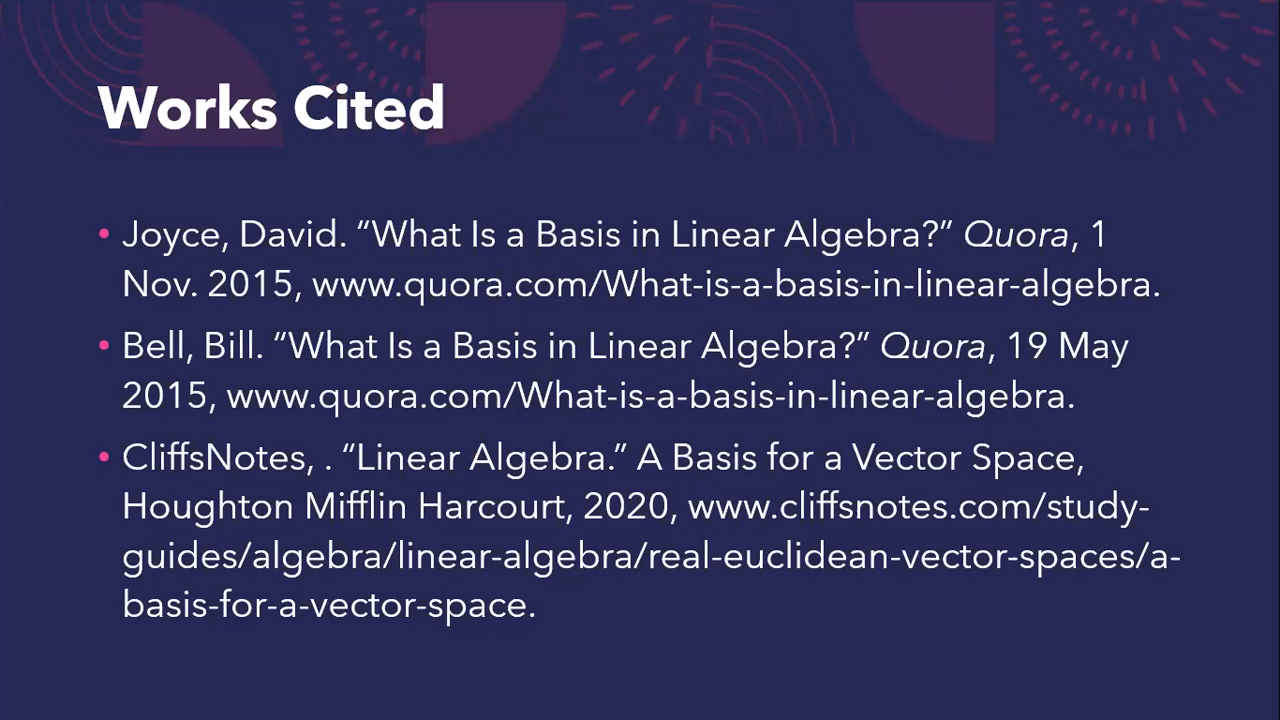 Works Cited
• Joyce, David. “What Is a Basis in Linear Algebra?” Quora, 1
Nov. 2015, www.quora.com/What-is-a-basis-in-linear-algebra.
• Bell, Bill. “What Is a Basis in Linear Algebra?” Quora, 19 May
2015, www.quora.com/What-is-a-basis-in-linear-algebra.
• CliffsNotes, . “Linear Algebra.” A Basis for a Vector Space,
Houghton Mifflin Harcourt, 2020, www.cliffsnotes.com/study-
guides/algebra/linear-algebra/real-euclidean-vector-spaces/a-
basis-for-a-vector-space.